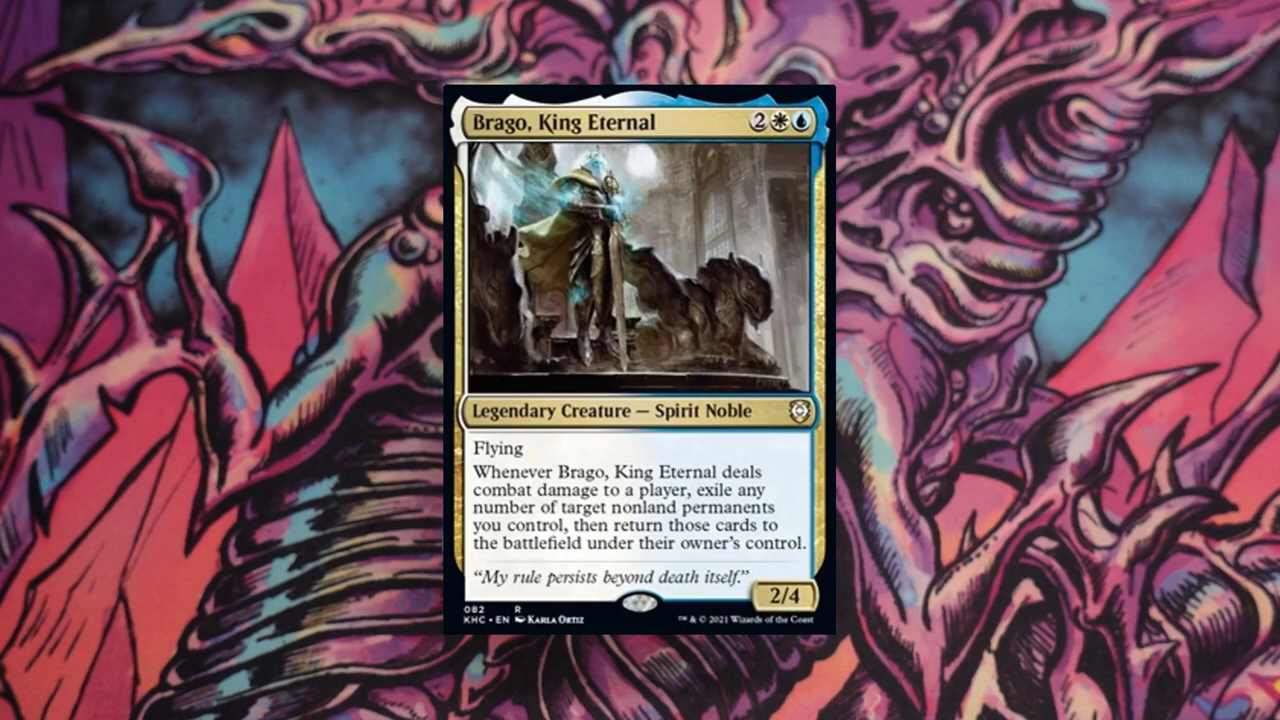 Brago, King Eternal 2
Legendary Creature — Spirit Noble
Flying
Whenever Brago, King Eternal deals
combat damage to a player, exile any
number of target nonland permanents
you control, then return those cards to
the battlefield under their owner's control.
"My rule persists beyond death itself."
2/4
082 R
KHC • EN Karla Ortiz ™ & © 2021 Wizards of the Coast